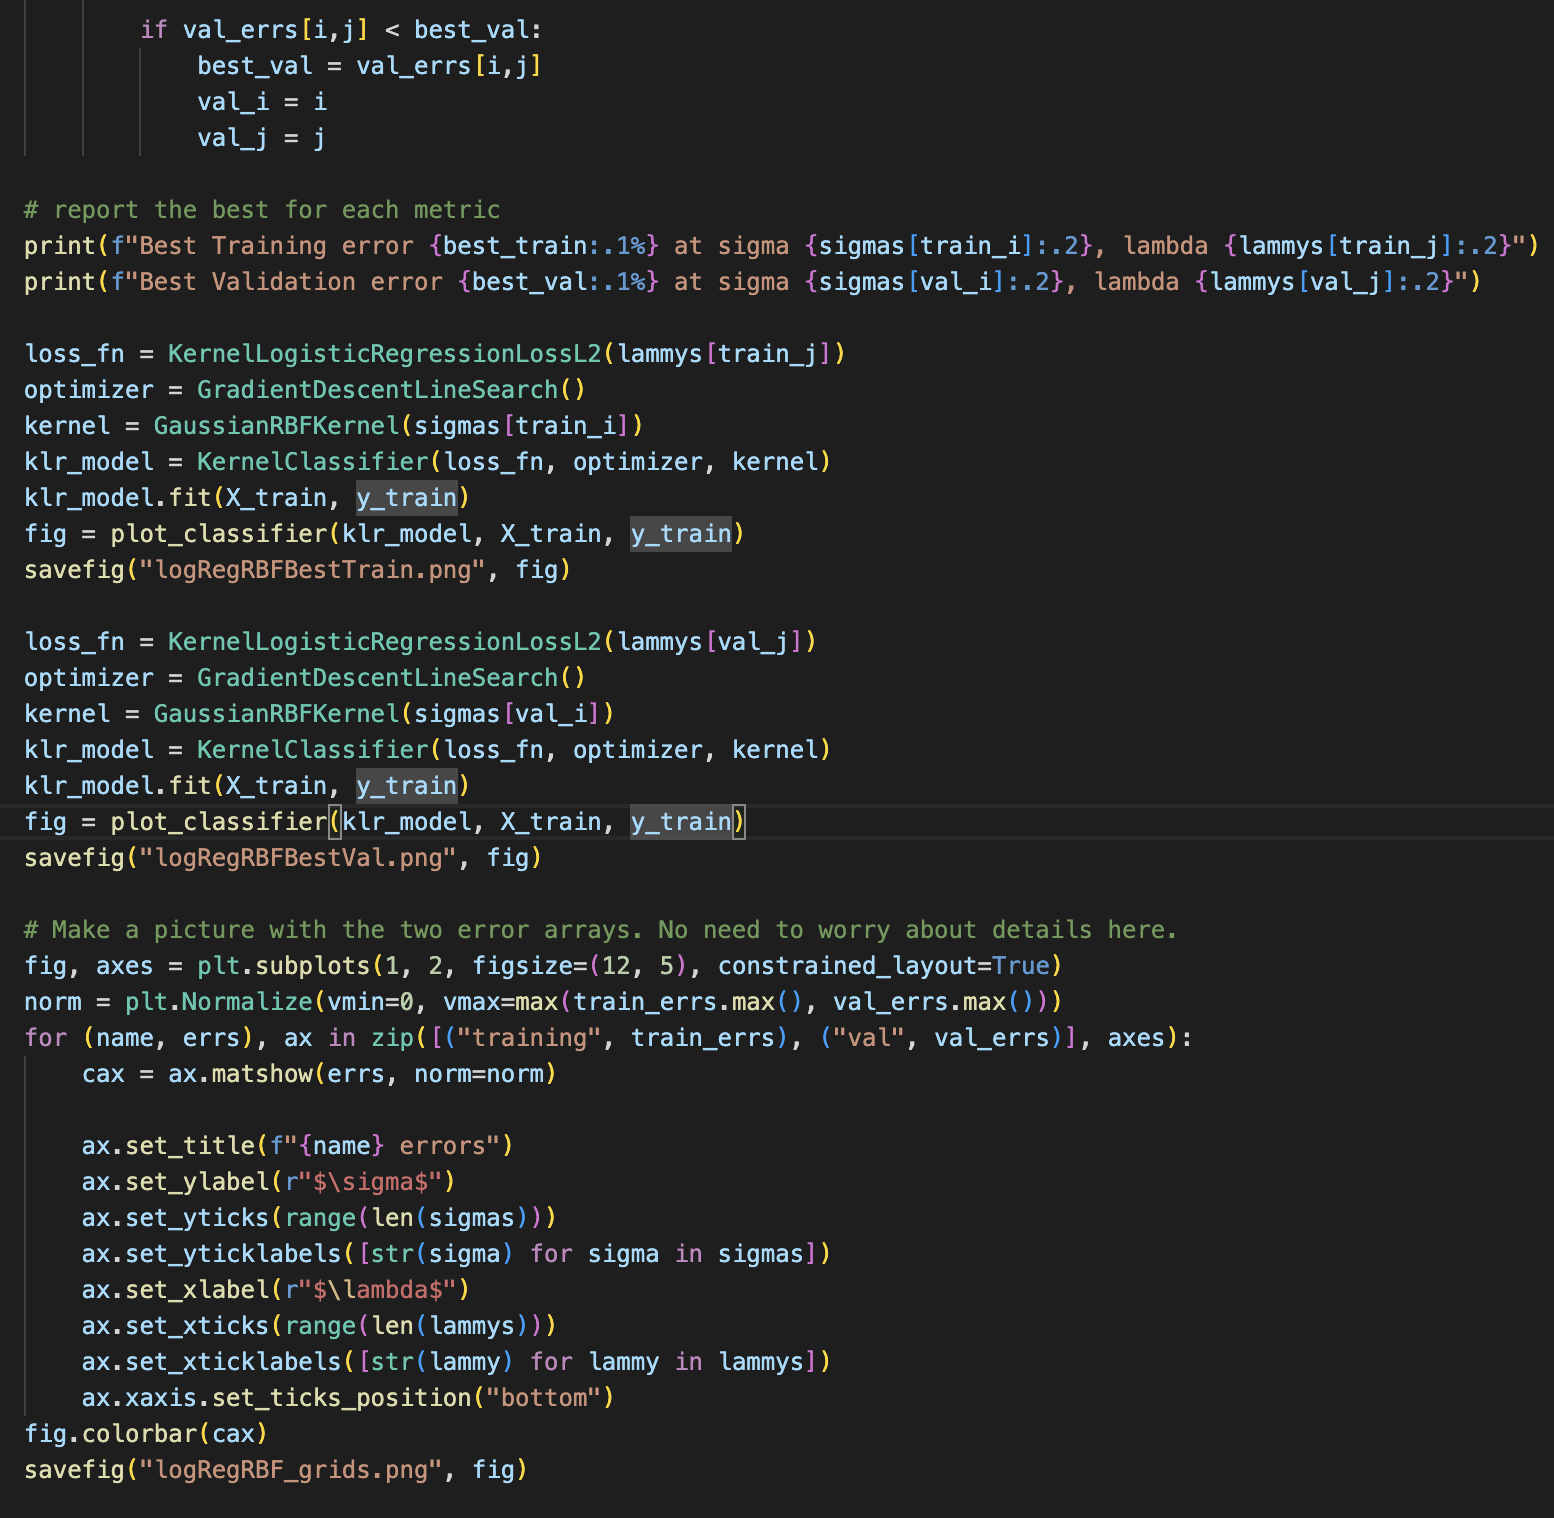 if val_errs[i,j] < best_val:
best_val = val_errs[i,j]
val_i = i
val_j = j
# report the best for each metric
print(f"Best Training error {best_train:.1%} at sigma {sigmas[train_i]:.2}, lambda {lammys[train_j]:.2}")
print(f"Best Validation error {best_val:.1%} at sigma {sigmas[val_i]:.2}, lambda {lammys[val_j]:.2}")
loss_fn = KernelLogisticRegressionLossL2(lammys[train_j])
optimizer = GradientDescentLineSearch()
kernel = GaussianRBFKernel(sigmas[train_i])
klr_model = KernelClassifier(loss_fn, optimizer, kernel)
klr_model.fit(X_train, y_train)
fig = plot_classifier(klr_model, X_train, y_train)
savefig("logRegRBFBestTrain.png", fig)
loss_fn = KernelLogisticRegressionLossL2(lammys[val_j])
optimizer = GradientDescentLineSearch()
kernel = GaussianRBFKernel(sigmas[val_i])
klr_model = KernelClassifier(loss_fn, optimizer, kernel)
klr_model.fit(X_train, y_train)
fig = plot_classifier(klr_model, X_train, y_train)
savefig("logRegRBFBestVal.png", fig)
# Make a picture with the two error arrays. No need to worry about details here.
fig, axes = plt.subplots(1, 2, figsize=(12, 5), constrained_layout=True)
norm = plt.Normalize(vmin=0, vmax=max(train_errs.max(), val_errs.max()))
for (name, errs), ax in zip([("training", train_errs), ("val", val_errs)], axes):
cax = ax.matshow(errs, norm=norm)
ax.set_title(f"{name} errors")
ax.set_ylabel(r"$\sigma$")
ax.set_yticks(range(len(sigmas)))
ax.set_yticklabels([str(sigma) for sigma in sigmas])
ax.set_xlabel(r"$\lambda$")
ax.set_xticks(range(len(lammys)))
ax.set_xticklabels([str(lammy) for lammy in lammys])
ax.xaxis.set_ticks_position("bottom")
fig.colorbar(cax)
savefig("logRegRBF_grids.png", fig)